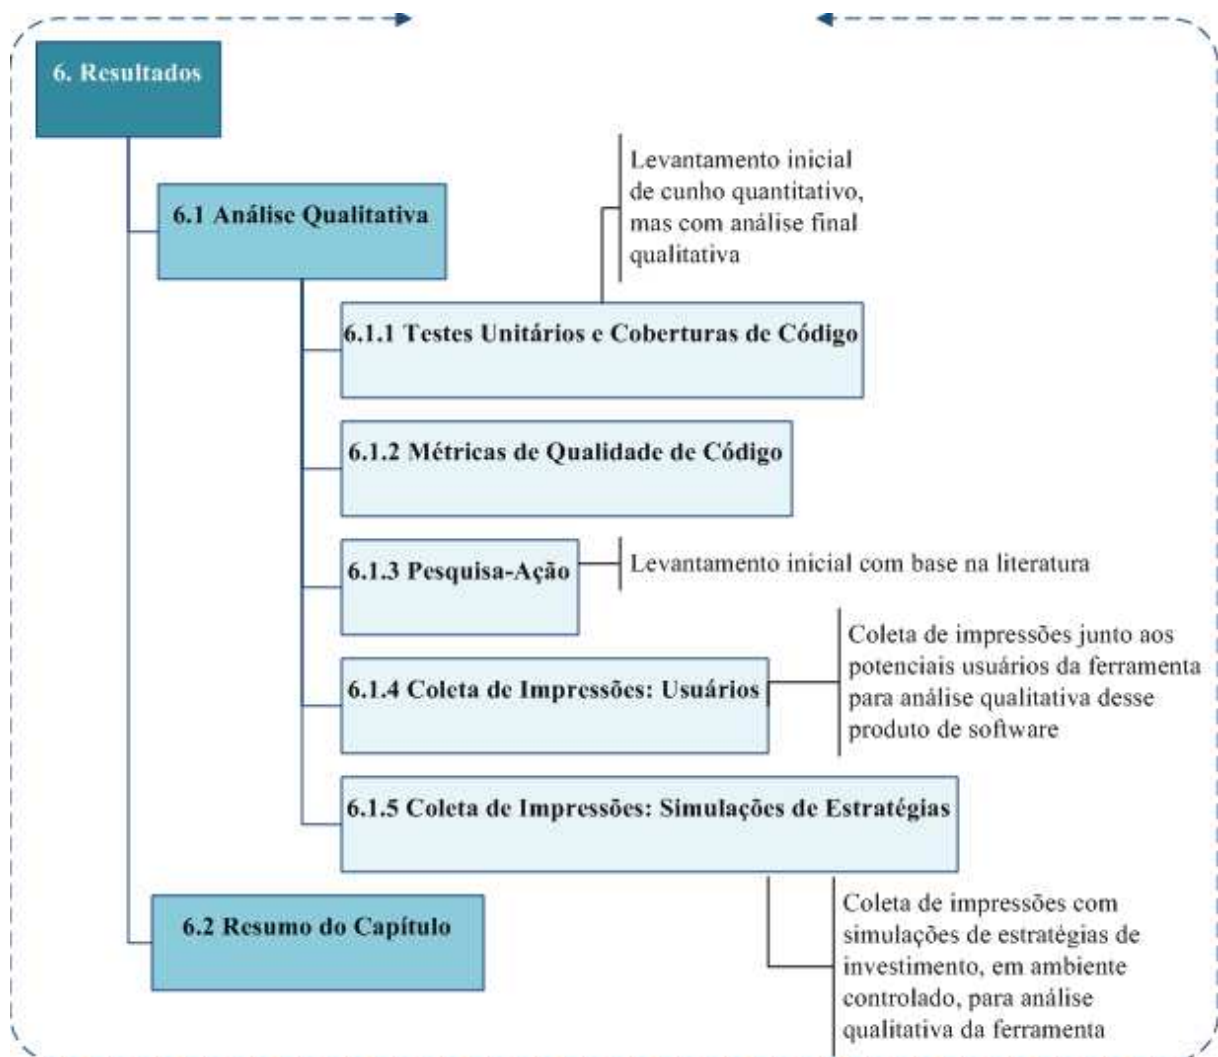 6. Resultados
Levantamento inicial
de cunho quantitativo,
mas com análise final
qualitativa
6.1 Análise Qualitativa
6.1.1 Testes Unitários e Coberturas de Código
6.1.2 Métricas de Qualidade de Código
6.1.3 Pesquisa-Ação
Levantamento inicial com base na literatura
Coleta de impressões junto aos
potenciais usuários da ferramenta
para análise qualitativa desse
produto de software
6.1.4 Coleta de Impressões: Usuários
6.1.5 Coleta de Impressões: Simulações de Estratégias
Coleta de impressões com
simulações de estratégias de
investimento, em ambiente
controlado, para análise
qualitativa da ferramenta
6.2 Resumo do Capítulo